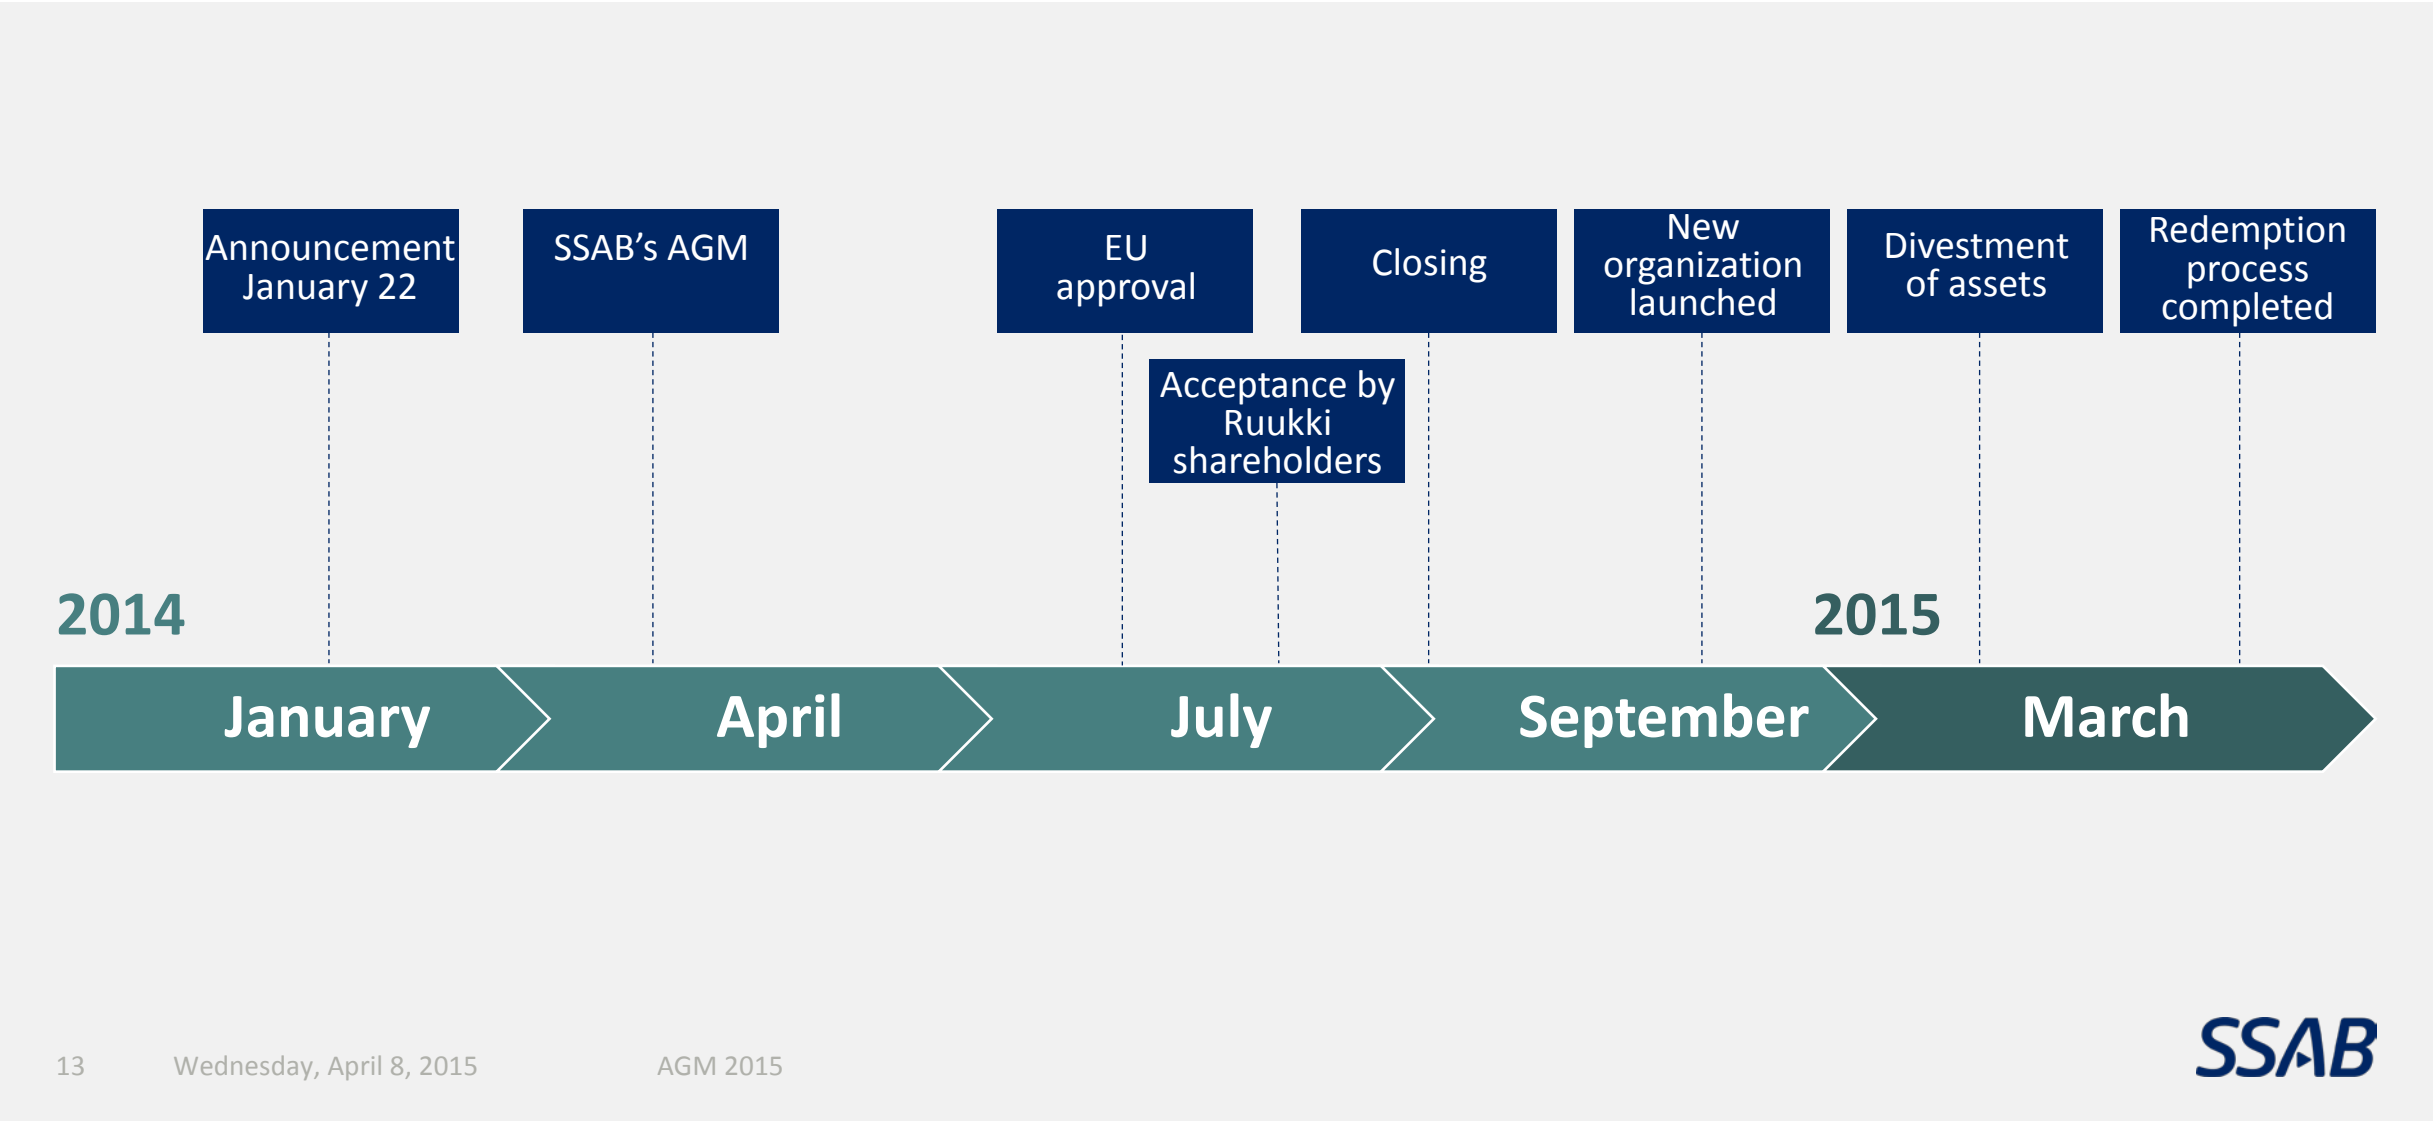 Announcement
January 22
SSAB’s AGM
EU
approval
Closing
New
organization
launched
Divestment
of assets
Redemption
process
completed
Acceptance by
Ruukki
shareholders
2014
2015
January
April
July
September
March
13
Wednesday, April 8, 2015
AGM 2015
SSAB